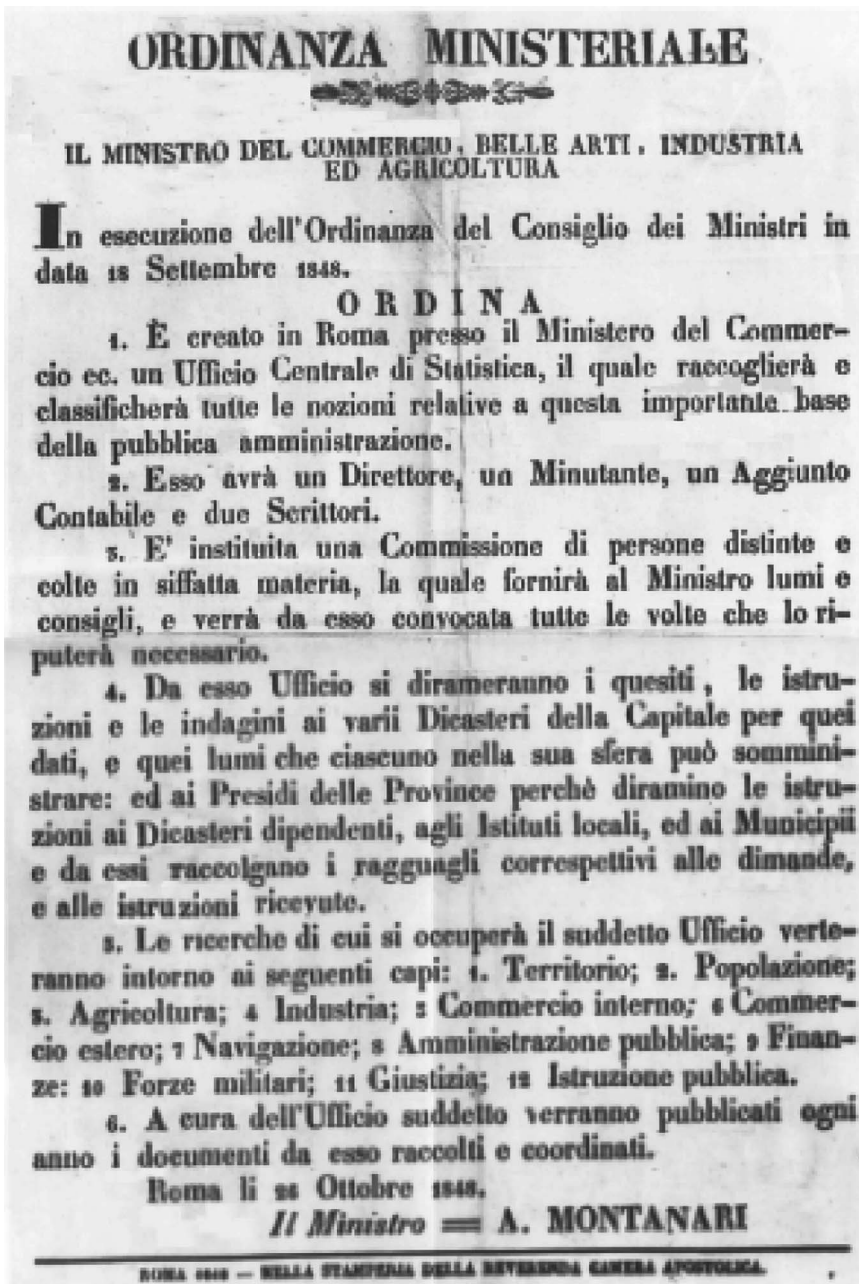 ORDINANZA MINISTERIALE
IL MINISTRO DEL COMMERCIO, BELLE ARTI, INDUSTRIA
ED AGRICOLTURA
In esecuzione dell'Ordinanza del Consiglio dei Ministri in
data 18 Settembre 1848.
ORDINA
1. È creato in Roma presso il Ministero del Commer-
cio ec. un Ufficio Centrale di Statistica, il quale raccoglierà e
classificherà tutte le nozioni relative a questa importante base
della pubblica amministrazione.
2. Esso avrà un Direttore, un Minutante, un Aggiunto
Contabile e due Scrittori.
3. E' instituita una Commissione di persone distinte e
colte in siffatta materia, la quale fornirà al Ministro lumi e
consigli, e verrà da esso convocata tutte le volte che lo ri-
puterà necessario.
4. Da esso Ufficio si dirameranno i quesiti, le istru-
zioni e le indagini ai varii Dicasteri della Capitale per quei
dati, e quei lumi che ciascuno nella sua sfera può sommini-
strare: ed ai Presidi delle Province perchè diramino le istru-
zioni ai Dicasteri dipendenti, agli Istituti locali, ed ai Municipii
e da essi raccolgano i ragguagli correspettivi alle dimande,
e alle istruzioni ricevute.
5. Le ricerche di cui si occuperà il suddetto Ufficio verte-
ranno intorno ai seguenti capi: 1. Territorio; 2. Popolazione;
3. Agricoltura; 4 Industria; 5 Commercio interno; 6 Commer-
cio estero; 7 Navigazione; 8 Amministrazione pubblica; 9 Finan-
ze: 10 Forze militari; 11 Giustizia; 12 Istruzione pubblica.
6. A cura dell'Ufficio suddetto verranno pubblicati ogni
anno i documenti da esso raccolti e coordinati.
Roma li Ottobre 1848.
Il Ministro = A. MONTANARI
ROMA 1848 — NELLA STAMPERIA DELLA REVERENDA CAMERA APOSTOLICA.